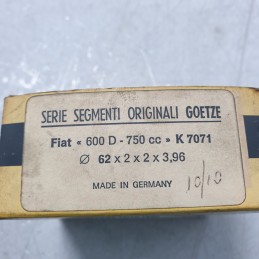 SERIE SEGMENTI ORIGINALI GOETZE
Fiat « 600 D - 750 cc » K 7071
Ø 62 x 2 x 2 x 3,96
MADE IN GERMANY
10/10